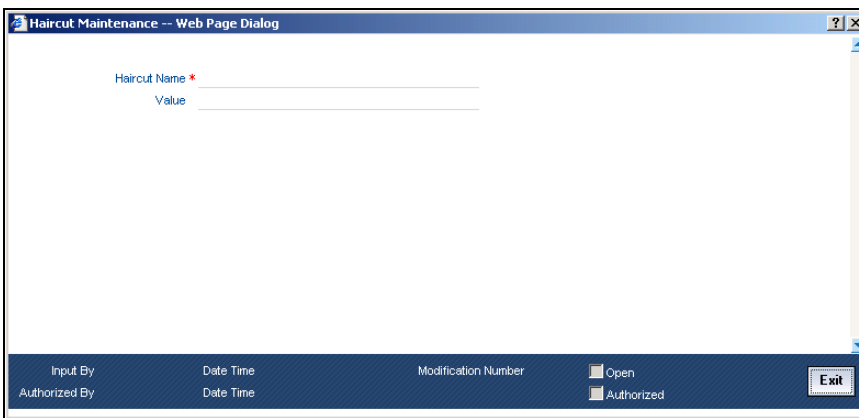 Haircut Maintenance -- Web Page Dialog
Haircut Name *
Value
Input By Date Time Modification Number Open
Authorized By Date Time Authorized
Exit